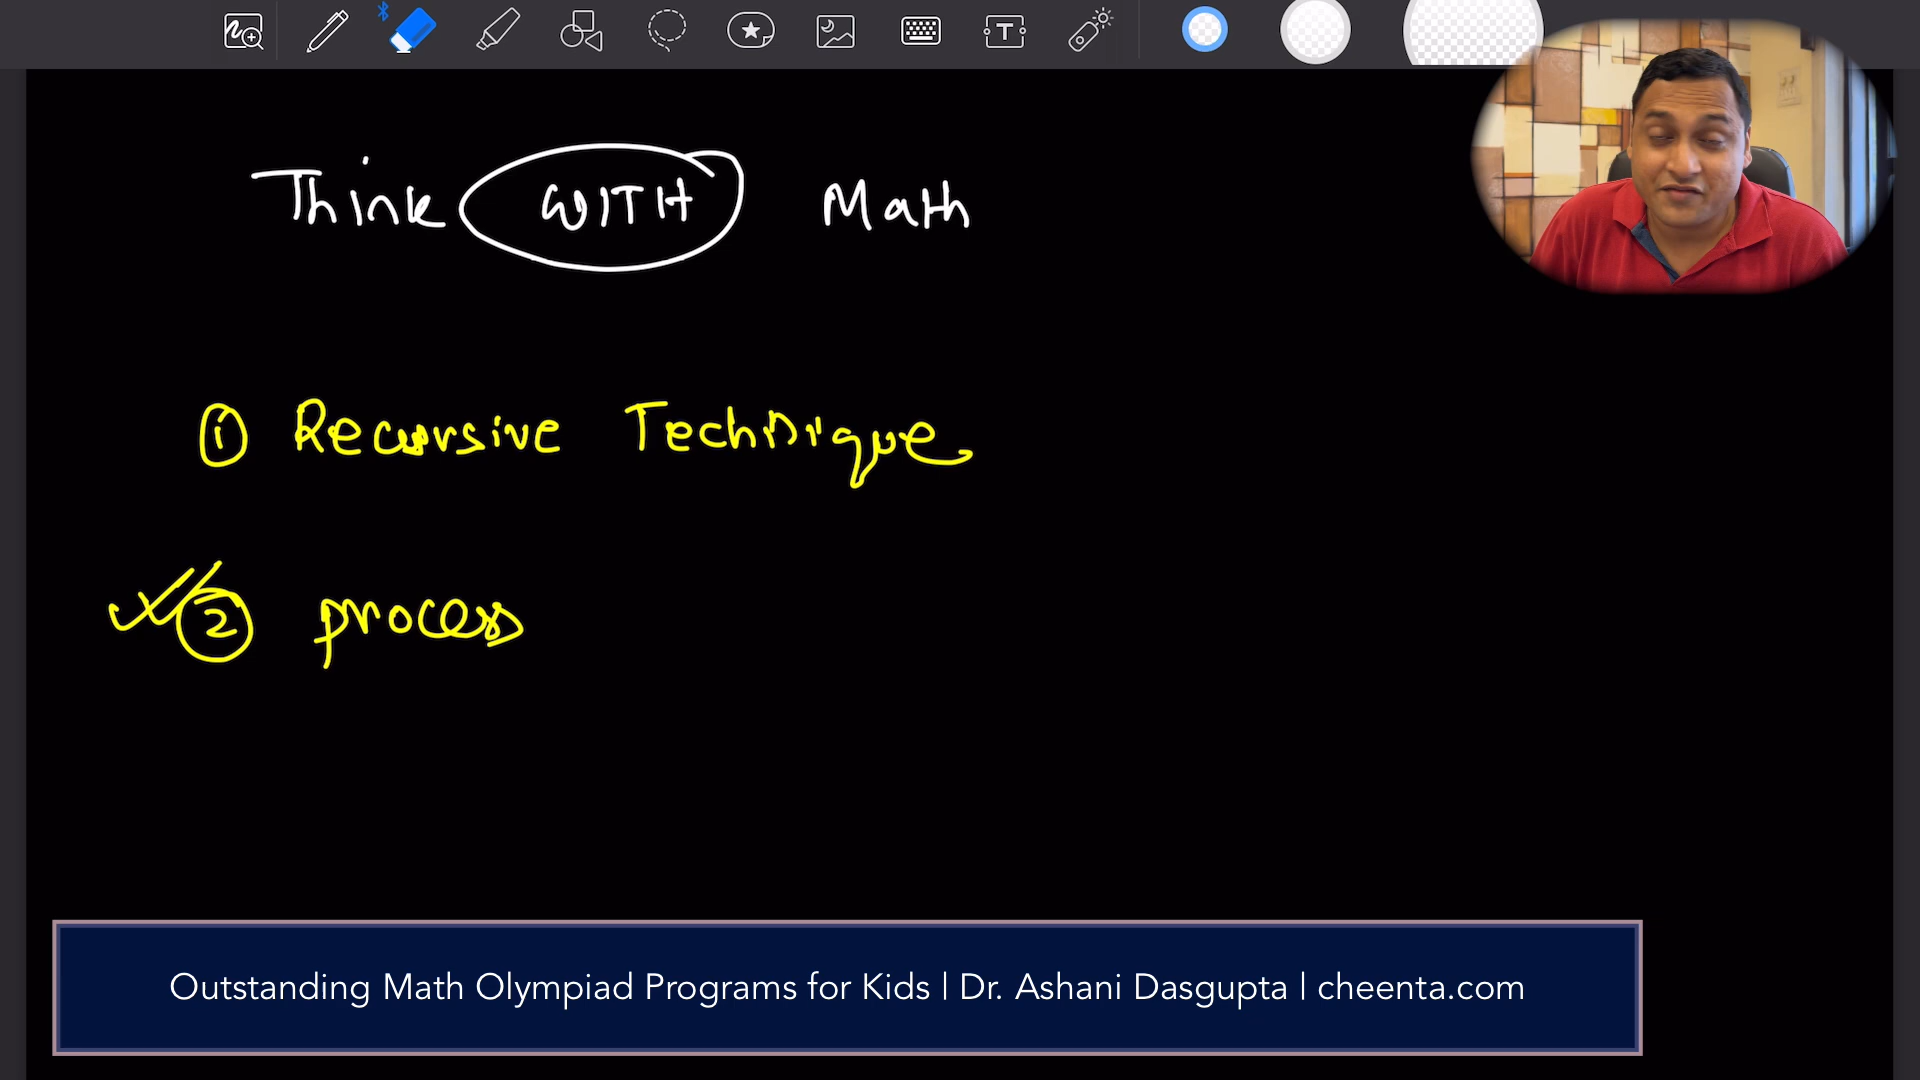 Think WITH Math
① Recursive Technique
② process
Outstanding Math Olympiad Programs for Kids | Dr. Ashani Dasgupta | cheenta.com